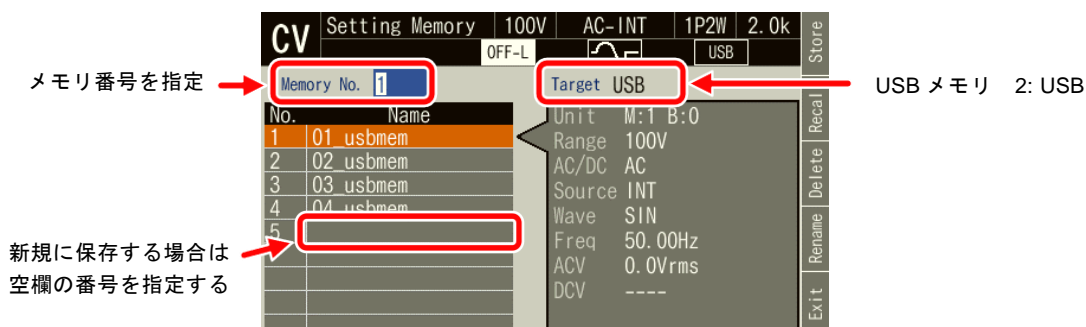 CV Setting Memory 100V AC-INT 1P2W 2.0k
OFF-L USB
メモリ番号を指定
Memory No. 1
Target USB
USB メモリ 2: USB
No. Name
1 01_usbmem
2 02_usbmem
3 03_usbmem
4 04_usbmem
5
新規に保存する場合は
空欄の番号を指定する
Unit M:1 B:0
Range 100V
AC/DC AC
Source INT
Wave SIN
Freq 50.00Hz
ACV 0.0Vrms
DCV ----
Store
Recal
Delete
Rename
Exit